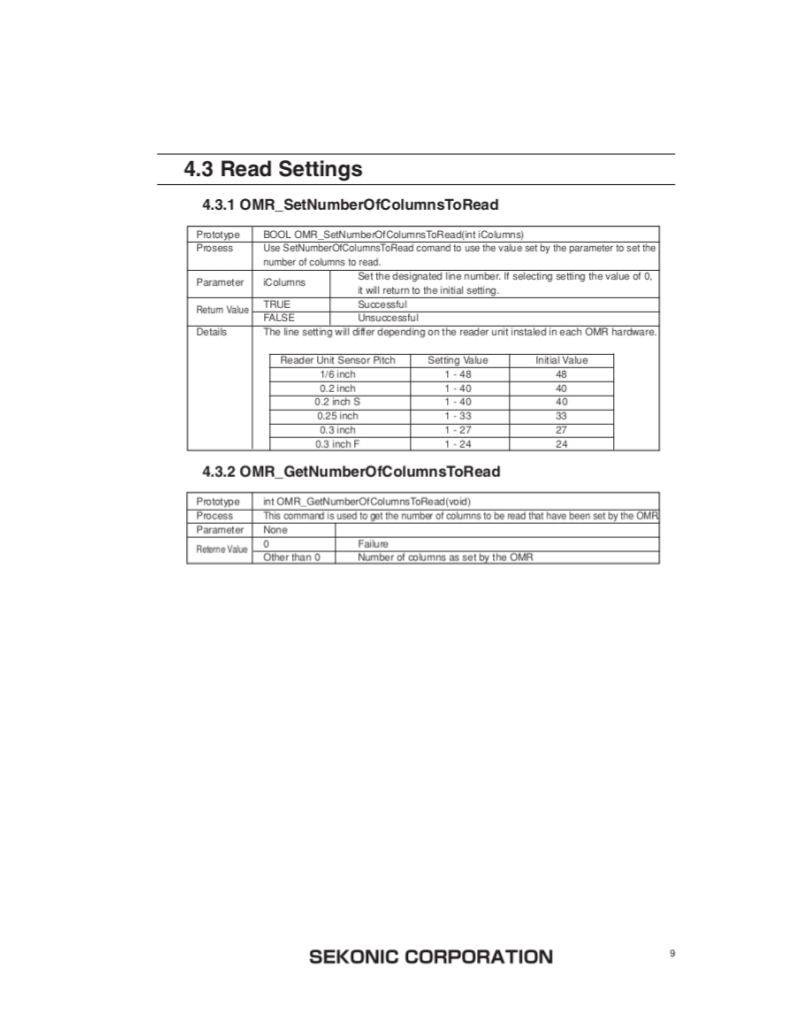 4.3 Read Settings
4.3.1 OMR_SetNumberOfColumnsToRead
Prototype BOOL OMR_SetNumberOfColumnsToRead(int iColumns)
Prosess Use SetNumberOfColumnsToRead comand to use the value set by the parameter to set the
number of columns to read.
Parameter iColumns Set the designated line number. If selecting setting the value of 0,
it will return to the initial setting.
Return Value TRUE Successful
FALSE Unsuccessful
Details The line setting will differ depending on the reader unit instaled in each OMR hardware.
Reader Unit Sensor Pitch Setting Value Initial Value
1/6 inch 1 - 48 48
0.2 inch 1 - 40 40
0.2 inch S 1 - 40 40
0.25 inch 1 - 33 33
0.3 inch 1 - 27 27
0.3 inch F 1 - 24 24
4.3.2 OMR_GetNumberOfColumnsToRead
Prototype int OMR_GetNumberOfColumnsToRead(void)
Process This command is used to get the number of columns to be read that have been set by the OMR
Parameter None
Reterne Value 0 Failure
Other than 0 Number of columns as set by the OMR
SEKONIC CORPORATION 9